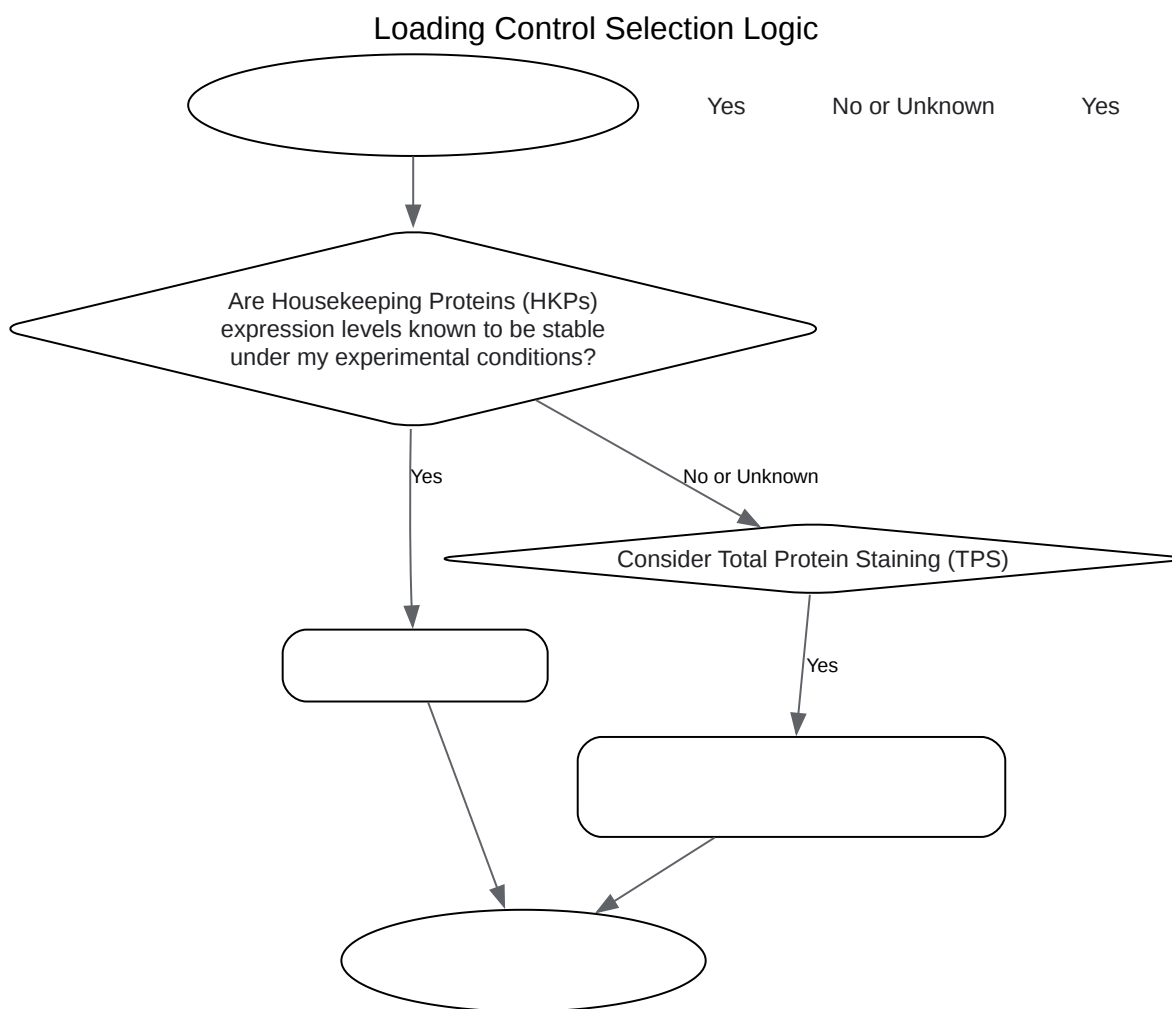 Loading Control Selection Logic
Yes
No or Unknown
Yes
Are Housekeeping Proteins (HKPs)
expression levels known to be stable
under my experimental conditions?
Yes
No or Unknown
Consider Total Protein Staining (TPS)
Yes